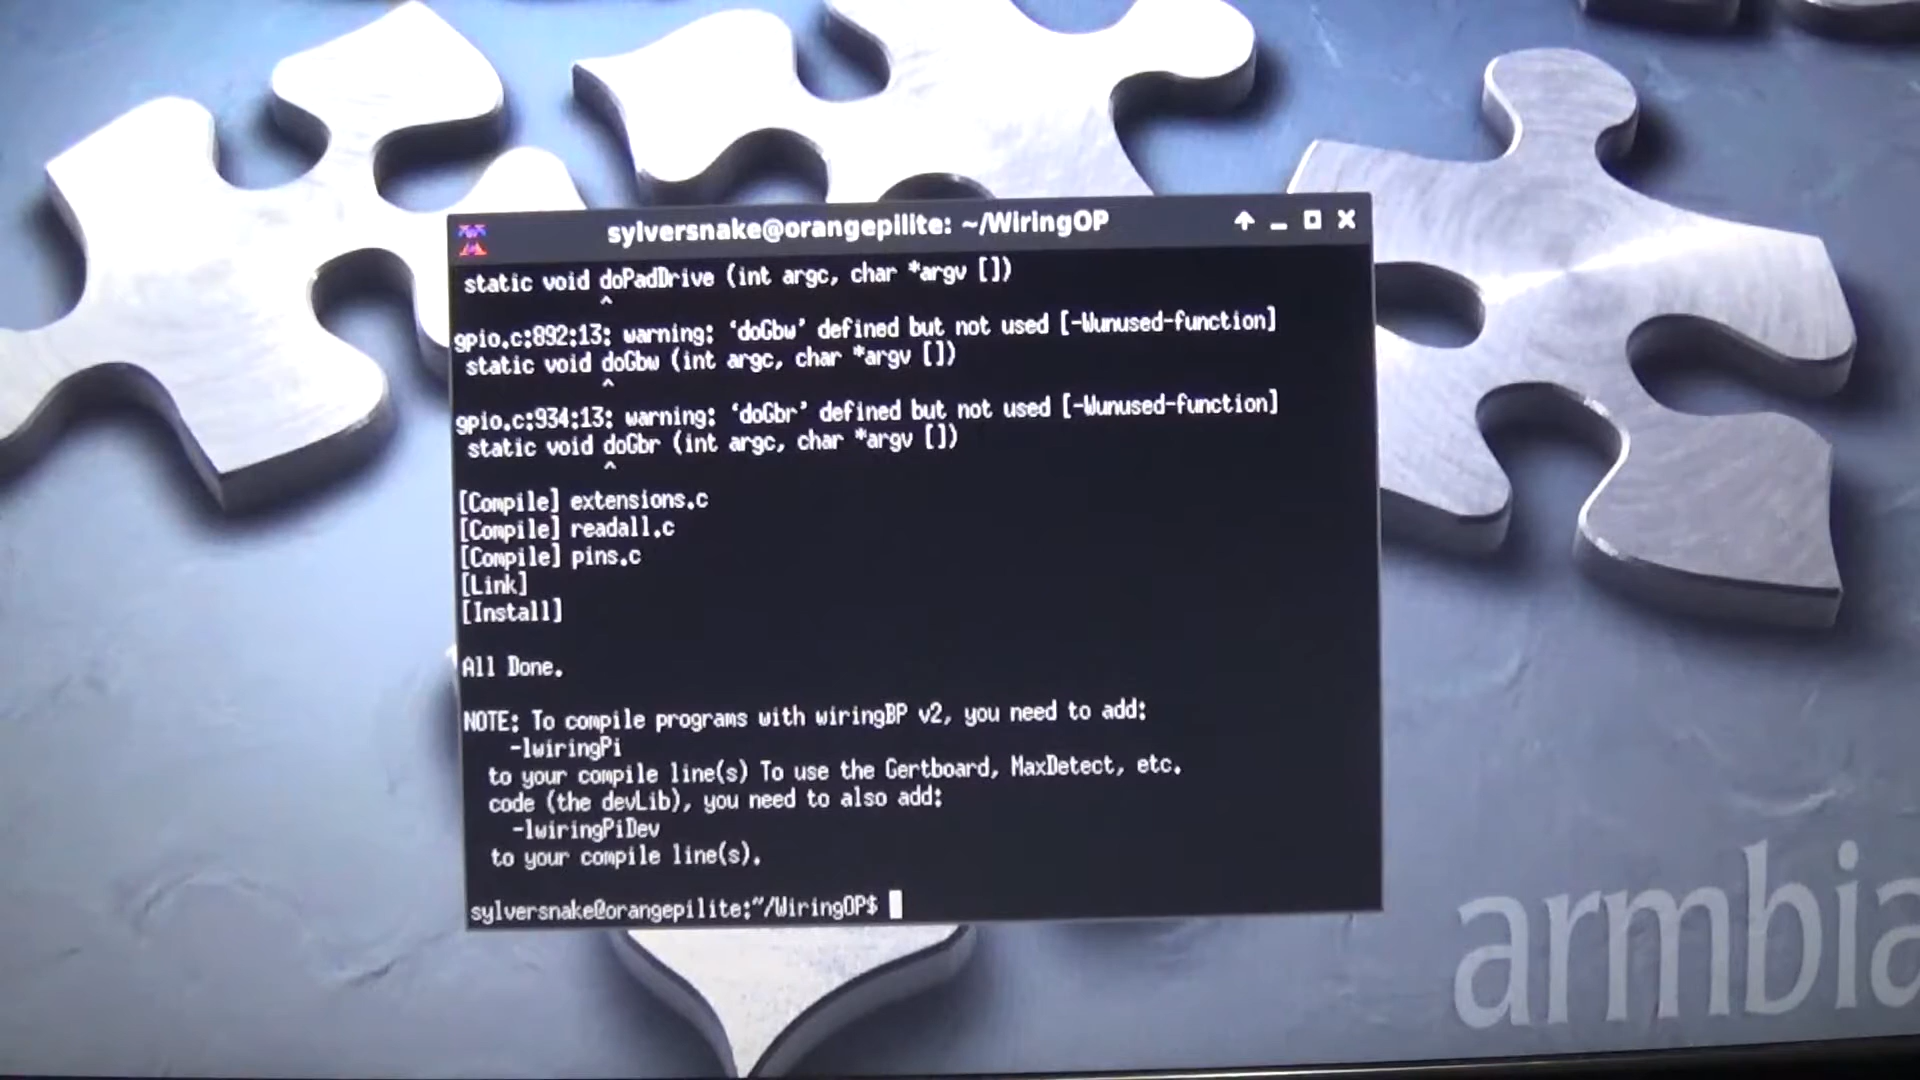 sylversnake@orangepilite: ~/WiringOP
static void doPadDrive (int argc, char *argv [])
^
gpio.c:892:13: warning: ‘doGbw’ defined but not used [-Wunused-function]
static void doGbw (int argc, char *argv [])
^
gpio.c:934:13: warning: ‘doGbr’ defined but not used [-Wunused-function]
static void doGbr (int argc, char *argv [])
^
[Compile] extensions.c
[Compile] readall.c
[Compile] pins.c
[Link]
[Install]
All Done.
NOTE: To compile programs with wiringBP v2, you need to add:
-lwiringPi
to your compile line(s) To use the Gertboard, MaxDetect, etc.
code (the devLib), you need to also add:
-lwiringPiDev
to your compile line(s).
sylversnake@orangepilite:~/WiringOP$
armbia